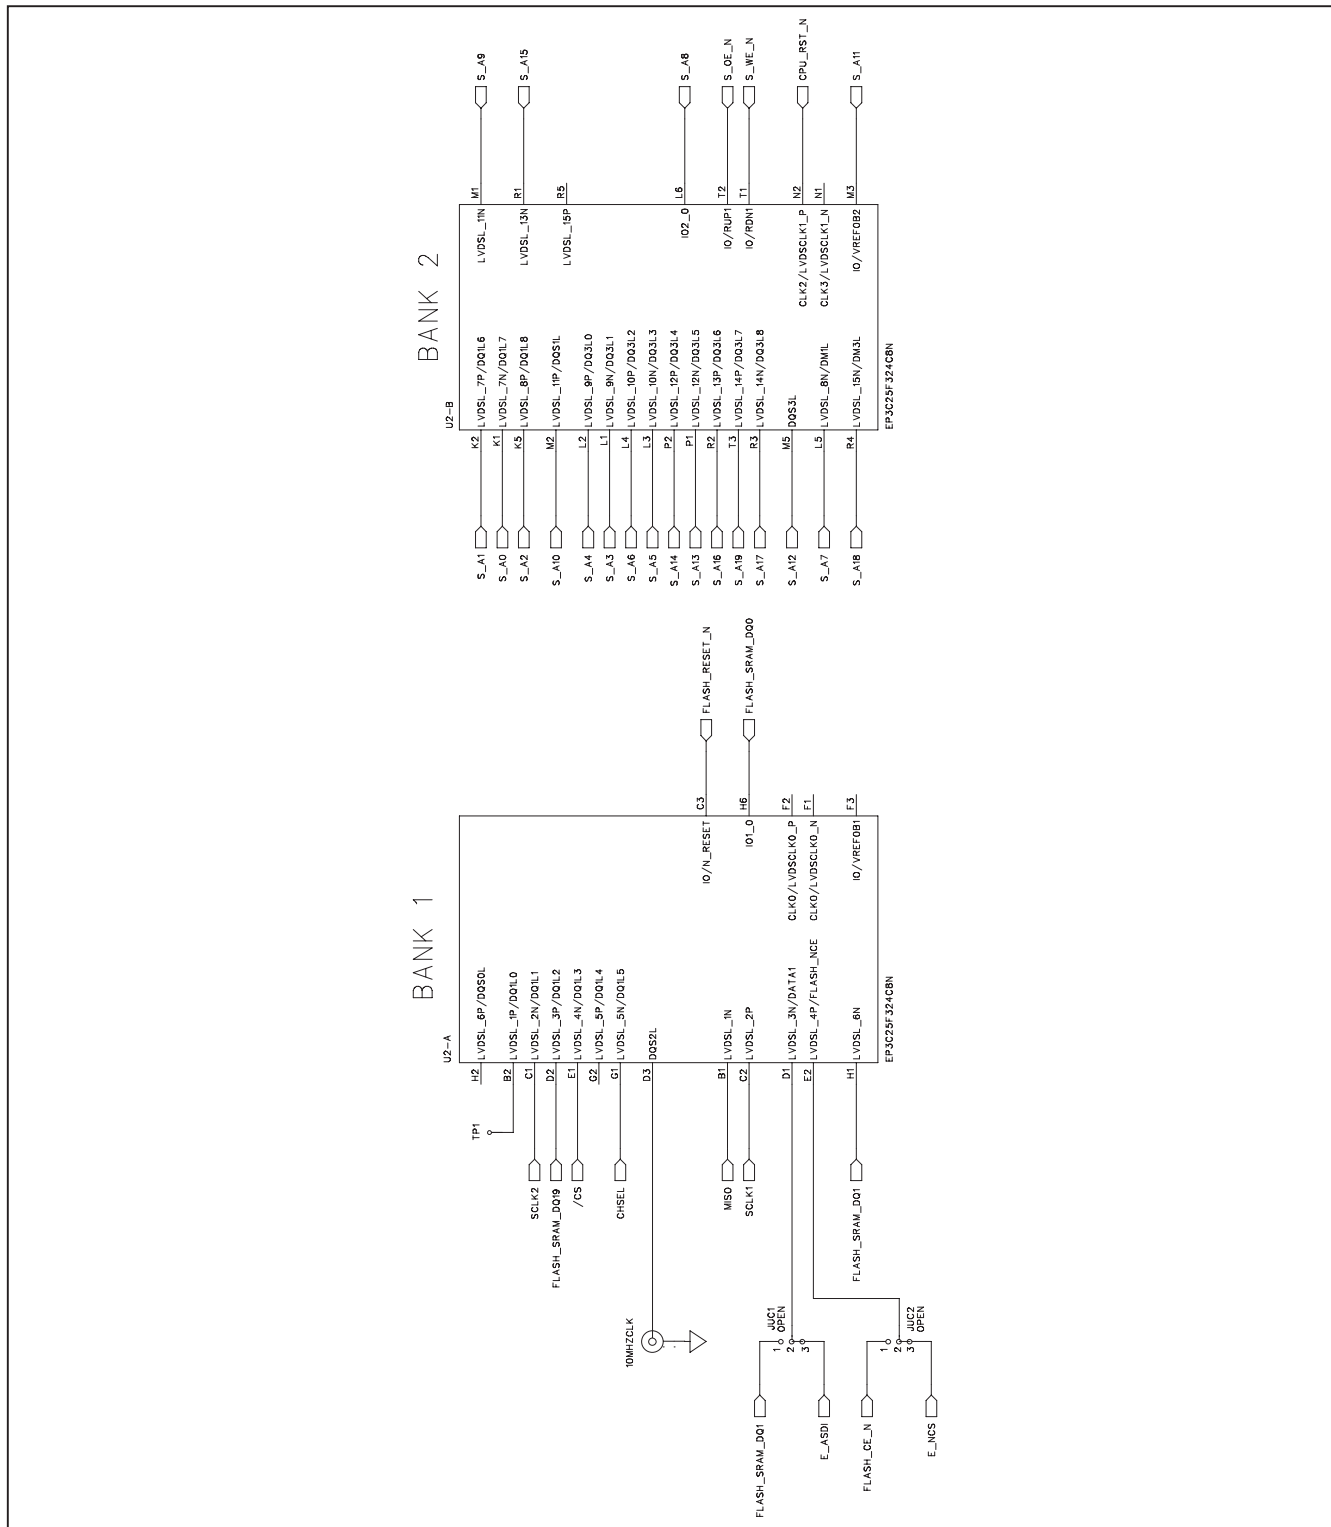 BANK 2
U2-B
S_A1 K2 LVDSL_7P/DQ1L6
S_A0 K1 LVDSL_7N/DQ1L7
S_A2 K5 LVDSL_8P/DQ1L8
S_A10 M2 LVDSL_11P/DQS1L
S_A4 L2 LVDSL_9P/DQ3L0
S_A3 L1 LVDSL_9N/DQ3L1
S_A6 L4 LVDSL_10P/DQ3L2
S_A5 L3 LVDSL_10N/DQ3L3
S_A14 P2 LVDSL_12P/DQ3L4
S_A13 P1 LVDSL_12N/DQ3L5
S_A16 R2 LVDSL_13P/DQ3L6
S_A19 T3 LVDSL_14P/DQ3L7
S_A17 R3 LVDSL_14N/DQ3L8
S_A12 M5 DQS3L
S_A7 L5 LVDSL_8N/DM1L
S_A18 R4 LVDSL_15N/DM3L
LVDSL_11N M1 S_A9
LVDSL_13N R1 S_A15
LVDSL_15P R5
IO2_0 L6 S_A8
IO/RUP1 T2 S_OE_N
IO/RDN1 T1 S_WE_N
CLK2/LVDSCLK1_P N2 CPU_RST_N
CLK3/LVDSCLK1_N N1
IO/VREF0B2 M3 S_A11
EP3C25F324C8N
BANK 1
U2-A
H2 LVDSL_6P/DQS0L
TP1 B2 LVDSL_1P/DQ1L0
SCLK2 C1 LVDSL_2N/DQ1L1
FLASH_SRAM_DQ19 D2 LVDSL_3P/DQ1L2
/CS E1 LVDSL_4N/DQ1L3
G2 LVDSL_5P/DQ1L4
CHSEL G1 LVDSL_5N/DQ1L5
10MHZCLK D3 DQS2L
MISO B1 LVDSL_1N
SCLK1 C2 LVDSL_2P
D1 LVDSL_3N/DATA1
E2 LVDSL_4P/FLASH_NCE
FLASH_SRAM_DQ1 H1 LVDSL_6N
IO/N_RESET C3 FLASH_RESET_N
IO1_0 H6 FLASH_SRAM_DQ0
CLK0/LVDSCLK0_P F2
CLK0/LVDSCLK0_N F1
IO/VREF0B1 F3
EP3C25F324C8N
JUC1
OPEN
1
2
3
FLASH_SRAM_DQ1
E_ASDI
JUC2
OPEN
1
2
3
FLASH_CE_N
E_NCS